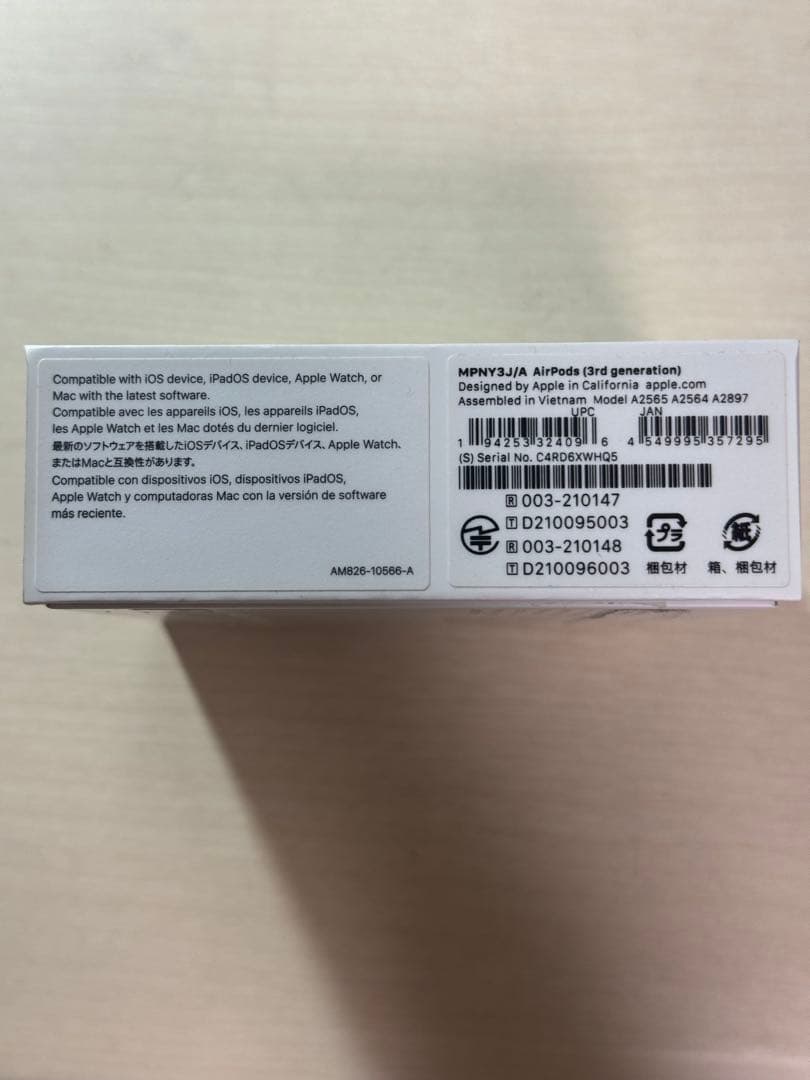 Compatible with iOS device, iPadOS device, Apple Watch, or
Mac with the latest software.
Compatible avec les appareils iOS, les appareils iPadOS,
les Apple Watch et les Mac dotés du dernier logiciel.
最新のソフトウェアを搭載したiOSデバイス、iPadOSデバイス、Apple Watch、
またはMacと互換性があります。
Compatible con dispositivos iOS, dispositivos iPadOS,
Apple Watch y computadoras Mac con la versión de software
más reciente.
AM826-10566-A
MPNY3J/A AirPods (3rd generation)
Designed by Apple in California apple.com
Assembled in Vietnam Model A2565 A2564 A2897
UPC JAN
1 94253 32409 6 4 549995 357295
(S) Serial No. C4RD6XWHQ5
R 003-210147
T D210095003
R 003-210148
T D210096003
プラ
梱包材
紙
箱、梱包材